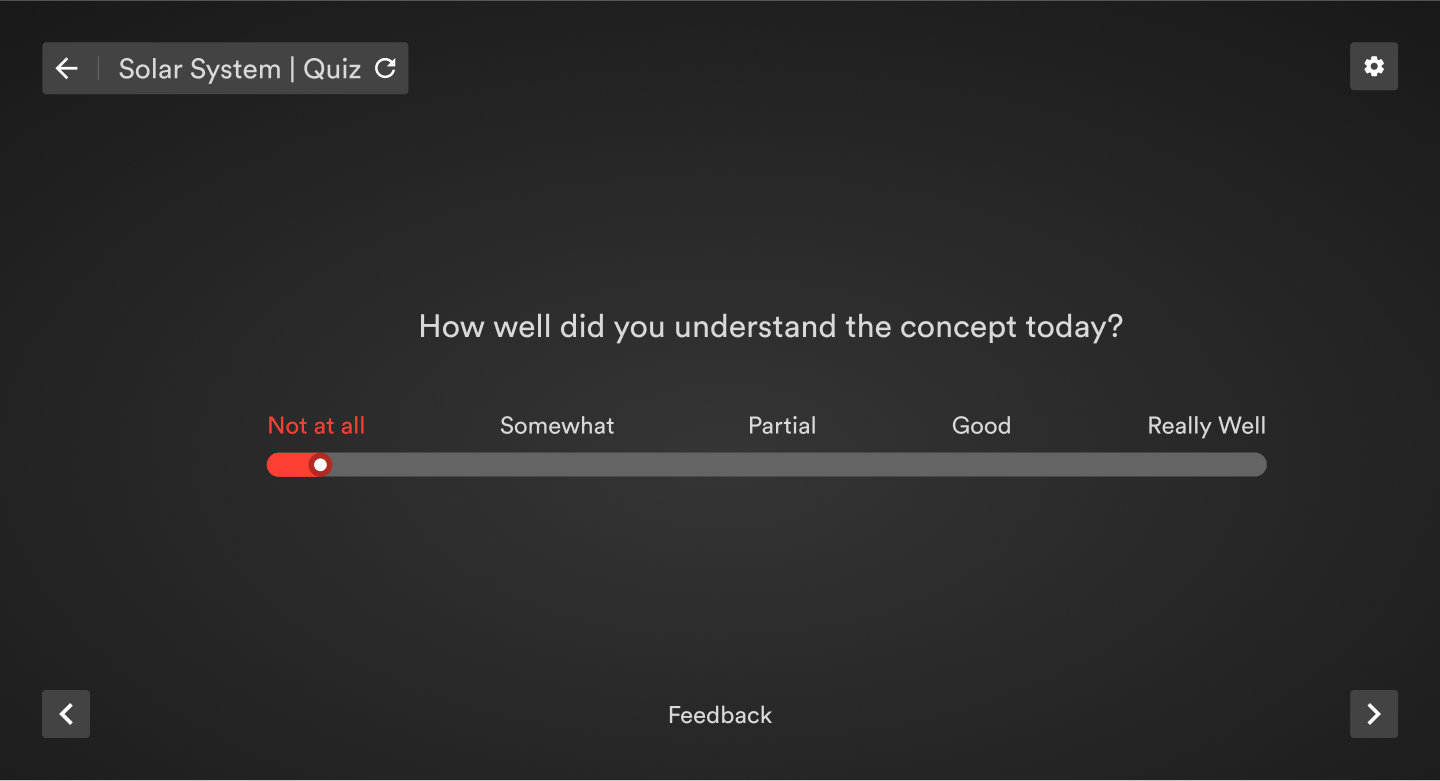 Solar System | Quiz
How well did you understand the concept today?
Not at all Somewhat Partial Good Really Well
Feedback